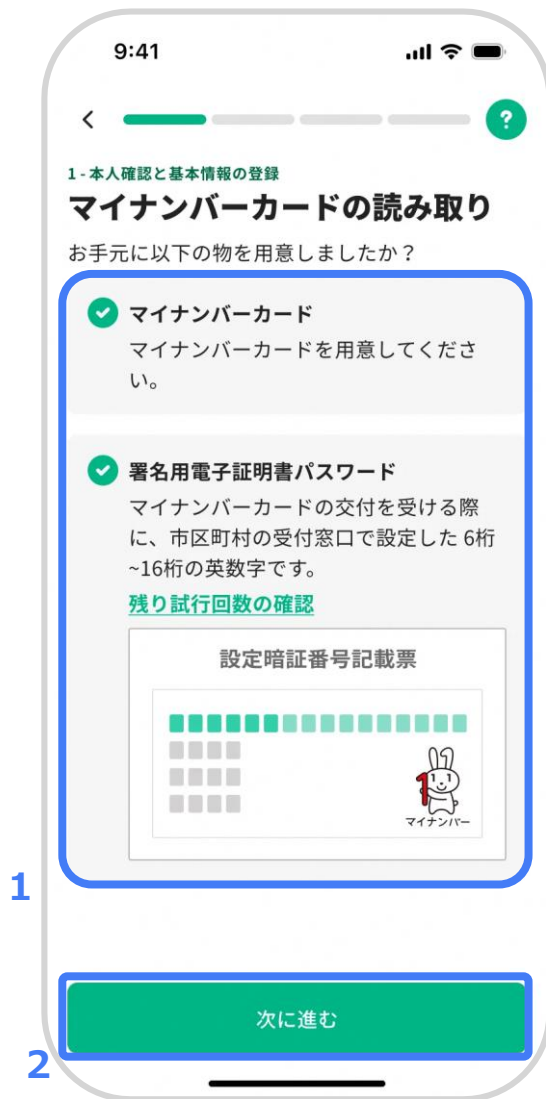 9:41
?
1-本人確認と基本情報の登録
マイナンバーカードの読み取り
お手元に以下の物を用意しましたか？
マイナンバーカード
マイナンバーカードを用意してくださ
い。
署名用電子証明書パスワード
マイナンバーカードの交付を受ける際
に、市区町村の受付窓口で設定した 6桁
~16桁の英数字です。
残り試行回数の確認
設定暗証番号記載票
1
マイナンバー
1
次に進む
2